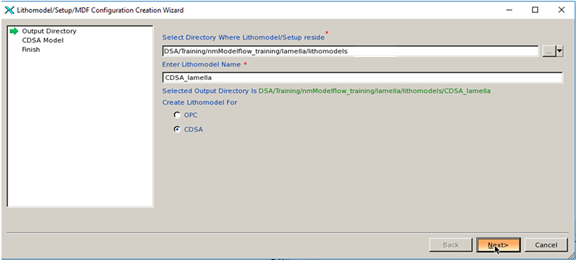 Lithomodel/Setup/MDF Configuration Creation Wizard
Output Directory
CDSA Model
Finish
Select Directory Where Lithomodel/Setup reside *
DSA/Training/nmModelflow_training/lamella/lithomodels
...
Enter Lithomodel Name *
CDSA_lamella
Selected Output Directory Is DSA/Training/nmModelflow_training/lamella/lithomodels/CDSA_lamella
Create Lithomodel For
OPC
CDSA
Back Next> Cancel